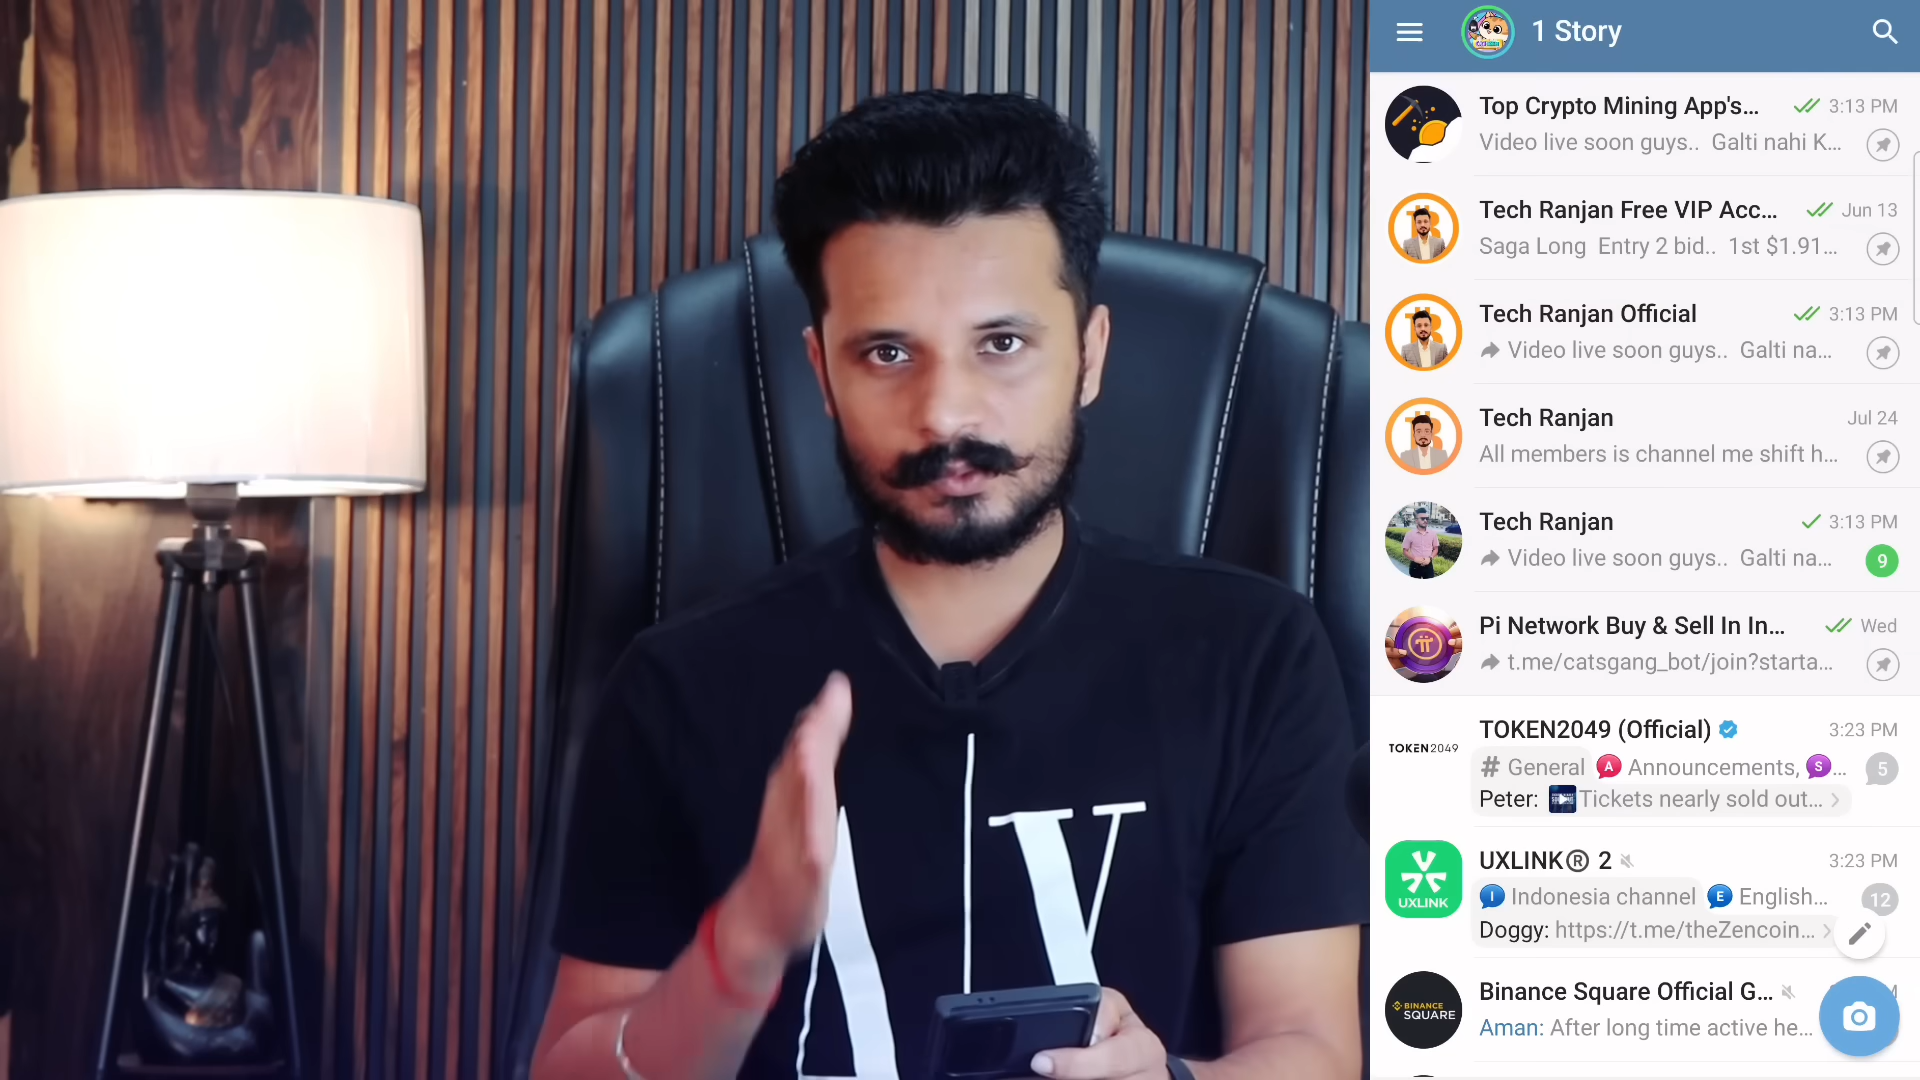 1 Story
Top Crypto Mining App's... 3:13 PM
Video live soon guys.. Galti nahi K...
Tech Ranjan Free VIP Acc... Jun 13
Saga Long Entry 2 bid.. 1st $1.91...
Tech Ranjan Official 3:13 PM
Video live soon guys.. Galti na...
Tech Ranjan Jul 24
All members is channel me shift h...
Tech Ranjan 3:13 PM
Video live soon guys.. Galti na... 9
Pi Network Buy & Sell In In... Wed
t.me/catsgang_bot/join?starta...
TOKEN2049 (Official) 3:23 PM
TOKEN2049
# General A Announcements, S... 5
Peter: Tickets nearly sold out...
UXLINK® 2 3:23 PM
UXLINK
I Indonesia channel E English... 12
Doggy: https://t.me/theZencoin...
Binance Square Official G...
BINANCE
SQUARE
Aman: After long time active he...
A V